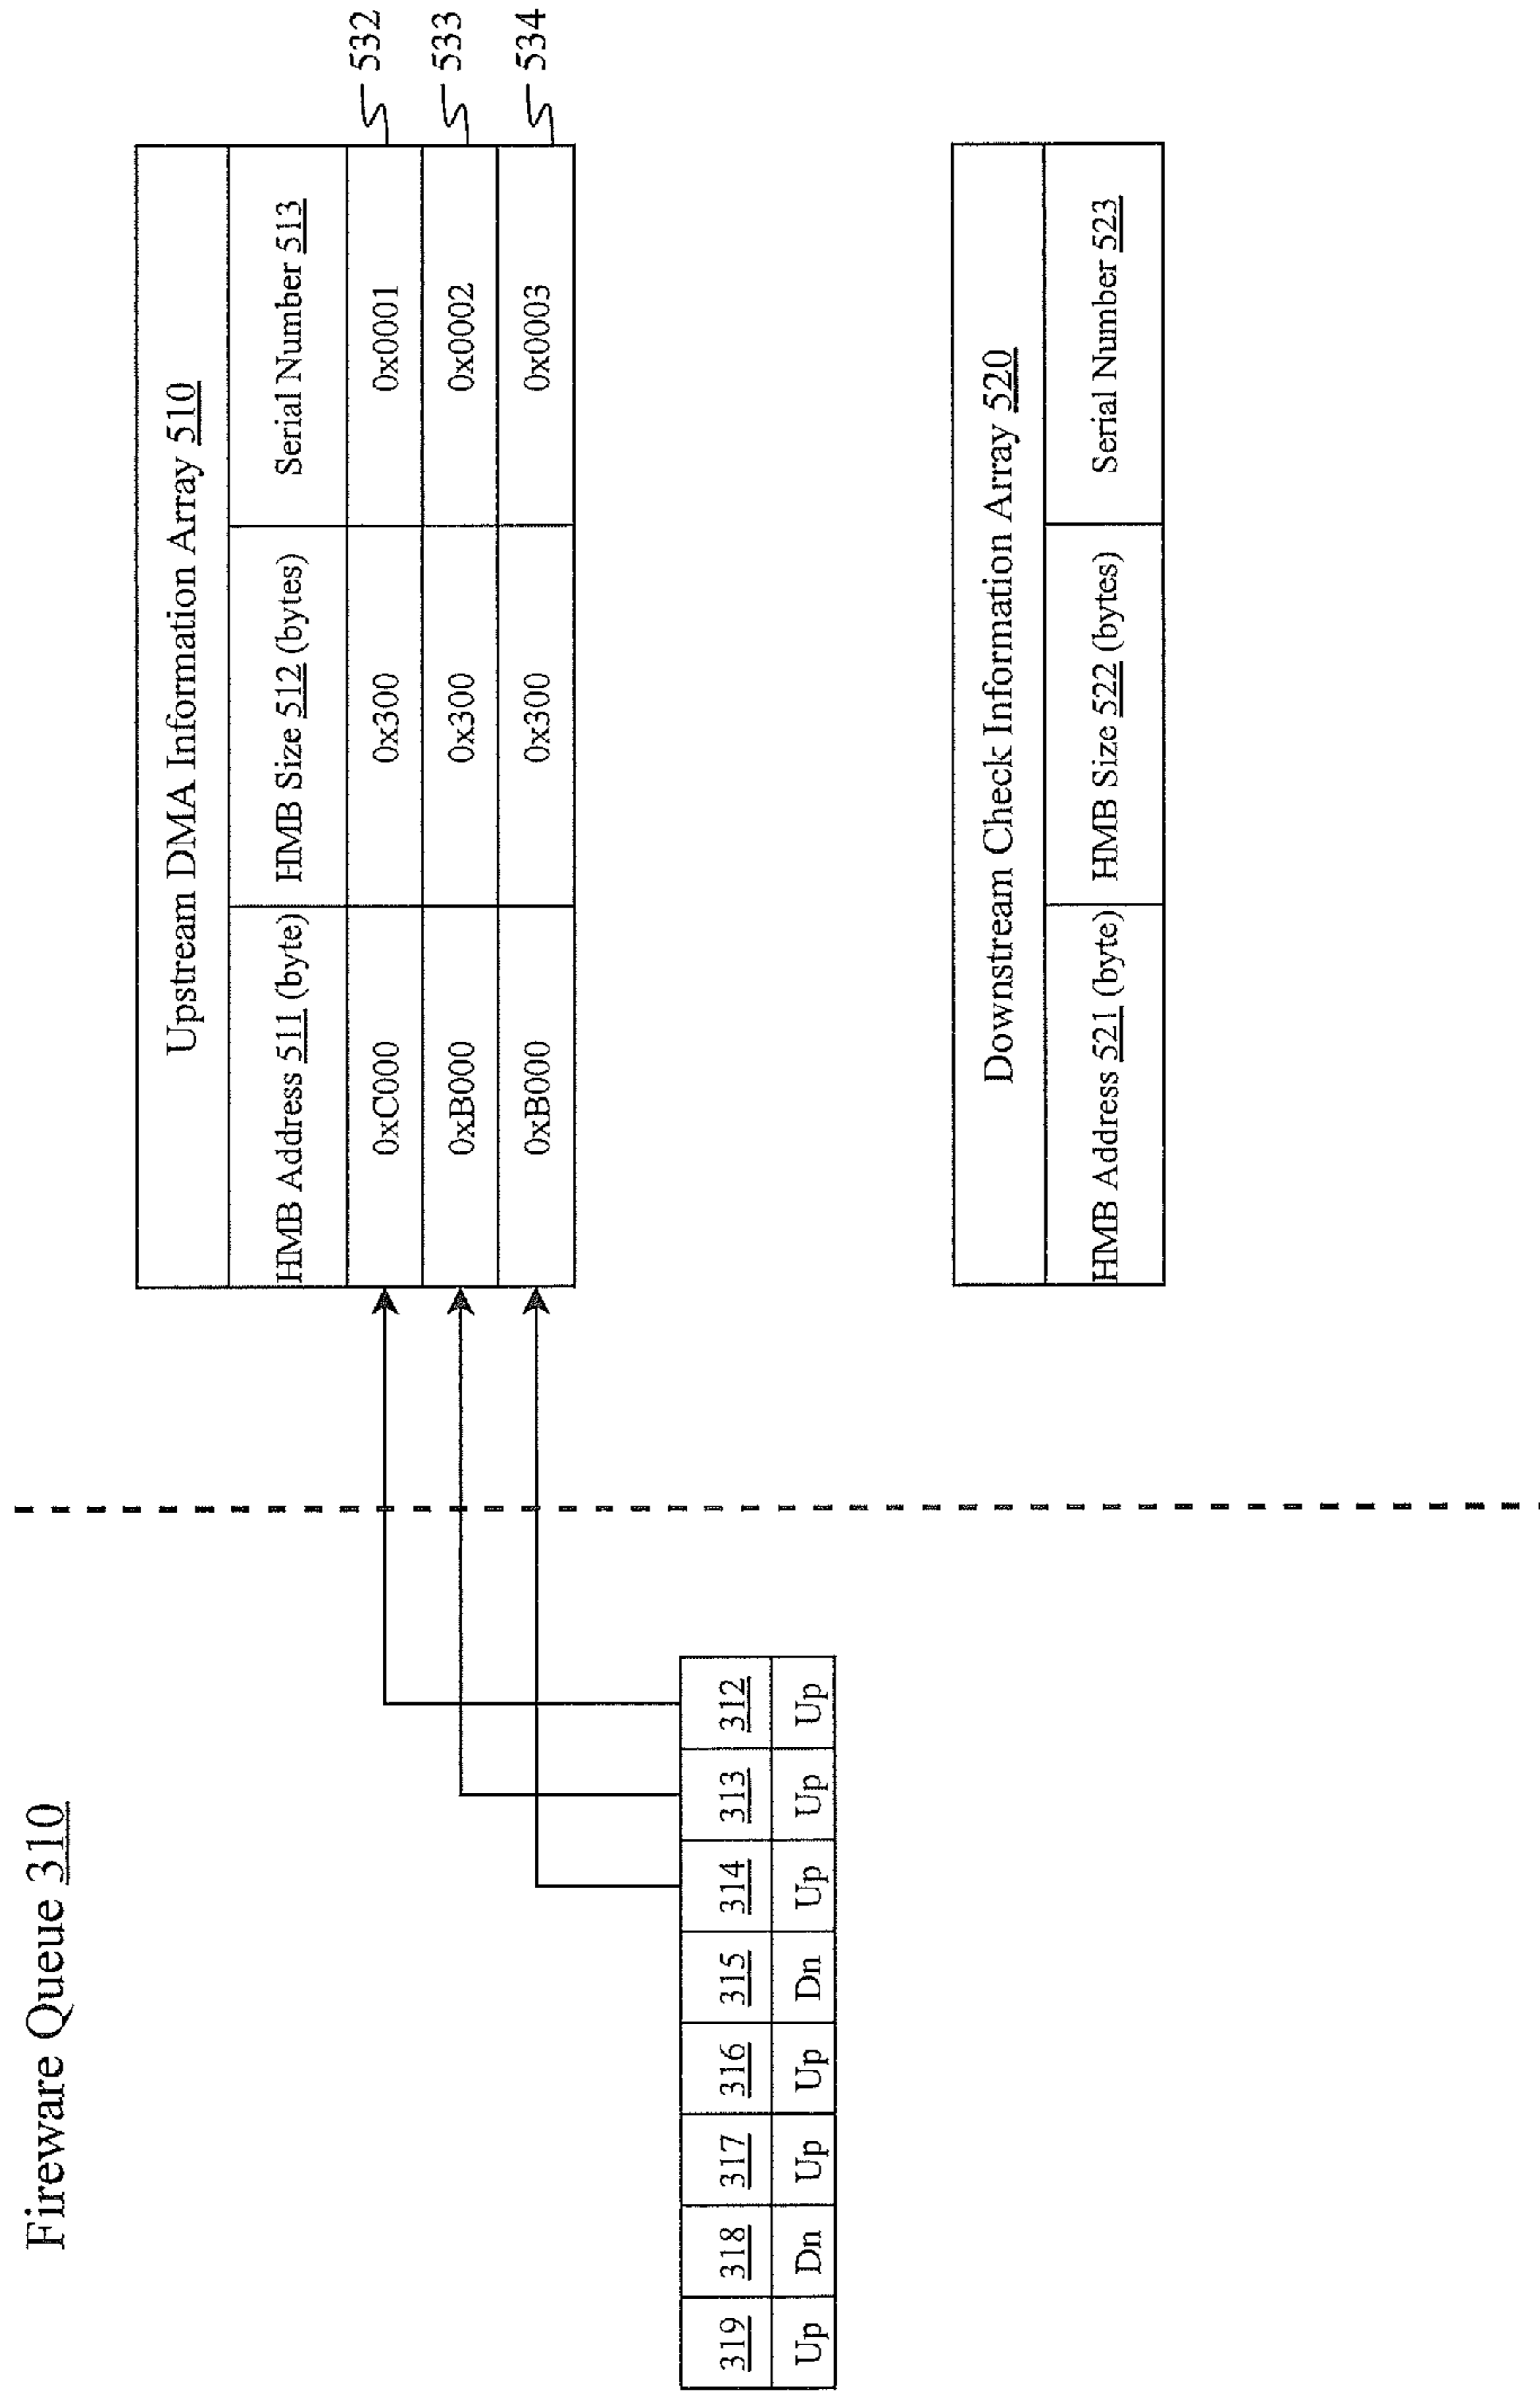 Fireware Queue 310
Upstream DMA Information Array 510
HMB Address 511 (byte) HMB Size 512 (bytes) Serial Number 513
0xC000 0x300 0x0001 532
0xB000 0x300 0x0002 533
0xB000 0x300 0x0003 534
319 318 317 316 315 314 313 312
Up Dn Up Up Dn Up Up Up
Downstream Check Information Array 520
HMB Address 521 (byte) HMB Size 522 (bytes) Serial Number 523